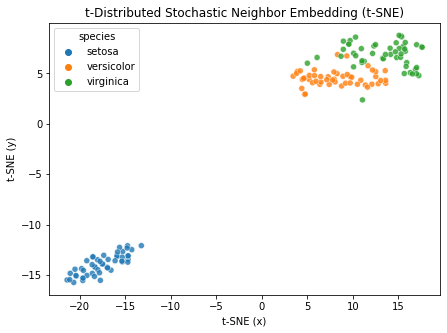 t-Distributed Stochastic Neighbor Embedding (t-SNE)
species
setosa
versicolor
virginica
5
0
−5
−10
−15
t-SNE (y)
−20
−15
−10
−5
0
5
10
15
t-SNE (x)